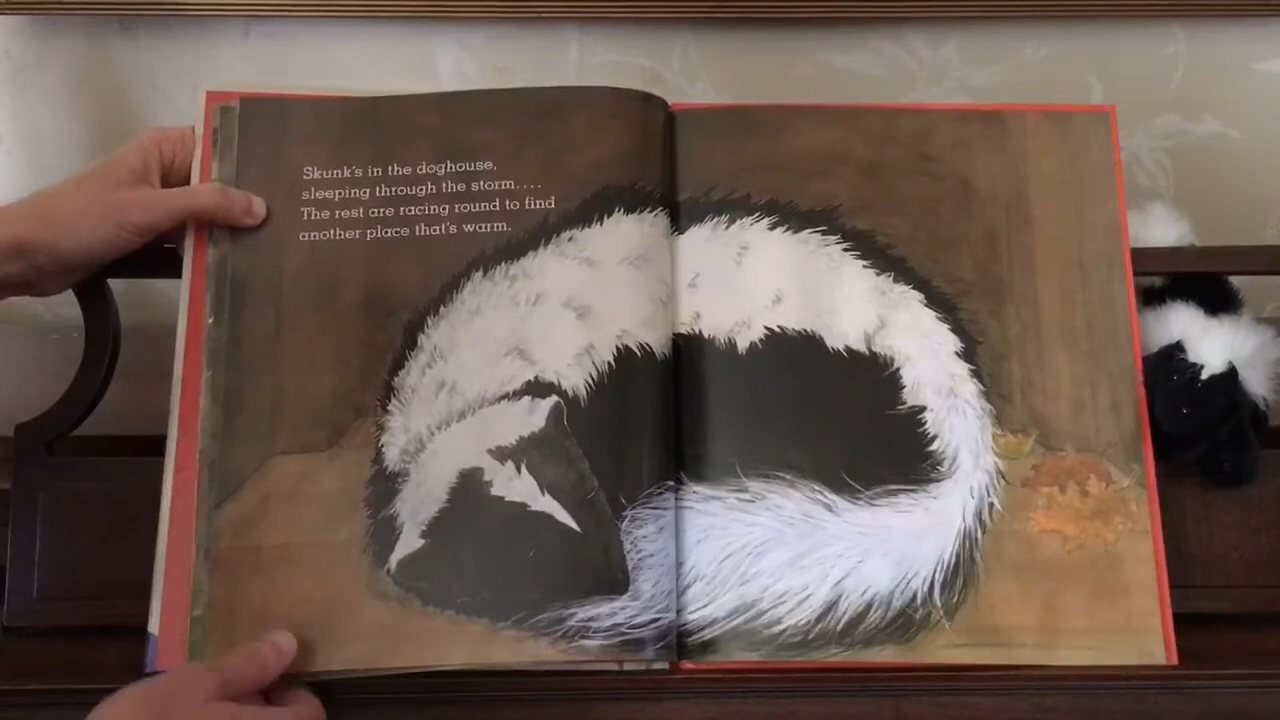 Skunk's in the doghouse,
sleeping through the storm....
The rest are racing round to find
another place that's warm.